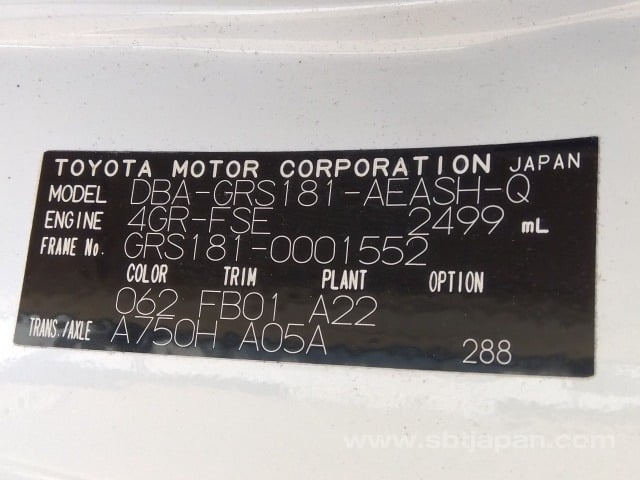 TOYOTA MOTOR CORPORATION JAPAN
MODEL DBA-GRS181-AEASH-Q
ENGINE 4GR-FSE 2499 mL
FRAME No. GRS181-0001552
COLOR TRIM PLANT OPTION
062 FB01 A22
TRANS./AXLE A750H A05A
288
www.sbtjapan.com